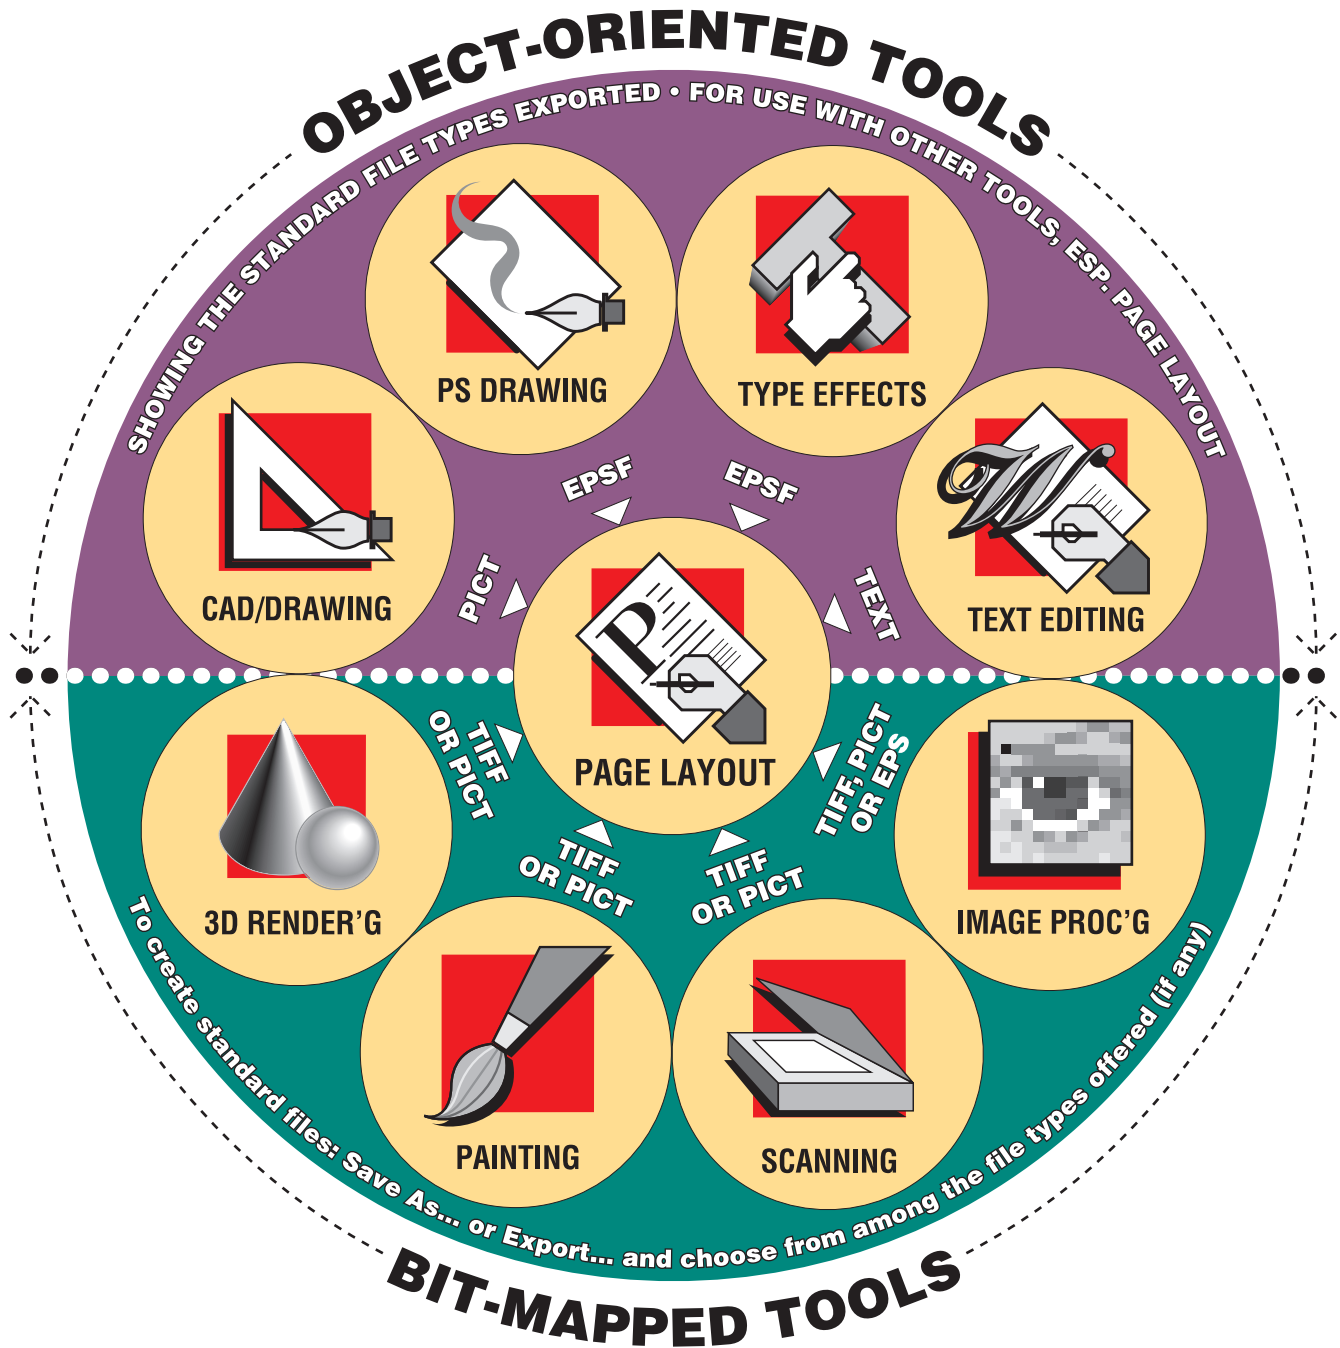 OBJECT-ORIENTED TOOLS
SHOWING THE STANDARD FILE TYPES EXPORTED • FOR USE WITH OTHER TOOLS, ESP. PAGE LAYOUT
PS DRAWING
TYPE EFFECTS
CAD/DRAWING
TEXT EDITING
EPSF
EPSF
PICT
TEXT
P
PAGE LAYOUT
TIFF
OR PICT
TIFF, PICT
OR EPS
TIFF
OR PICT
TIFF
OR PICT
3D RENDER'G
IMAGE PROC'G
PAINTING
SCANNING
To create standard files: Save As... or Export... and choose from among the file types offered (if any)
BIT-MAPPED TOOLS